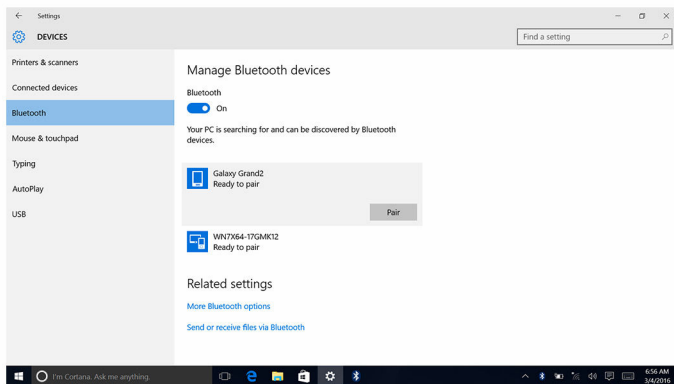 Settings
DEVICES
Find a setting
Printers & scanners
Connected devices
Bluetooth
Mouse & touchpad
Typing
AutoPlay
USB
Manage Bluetooth devices
Bluetooth
On
Your PC is searching for and can be discovered by Bluetooth
devices.
Galaxy Grand2
Ready to pair
Pair
WN7X64-17GMK12
Ready to pair
Related settings
More Bluetooth options
Send or receive files via Bluetooth
I'm Cortana. Ask me anything.
6:56 AM
3/4/2016